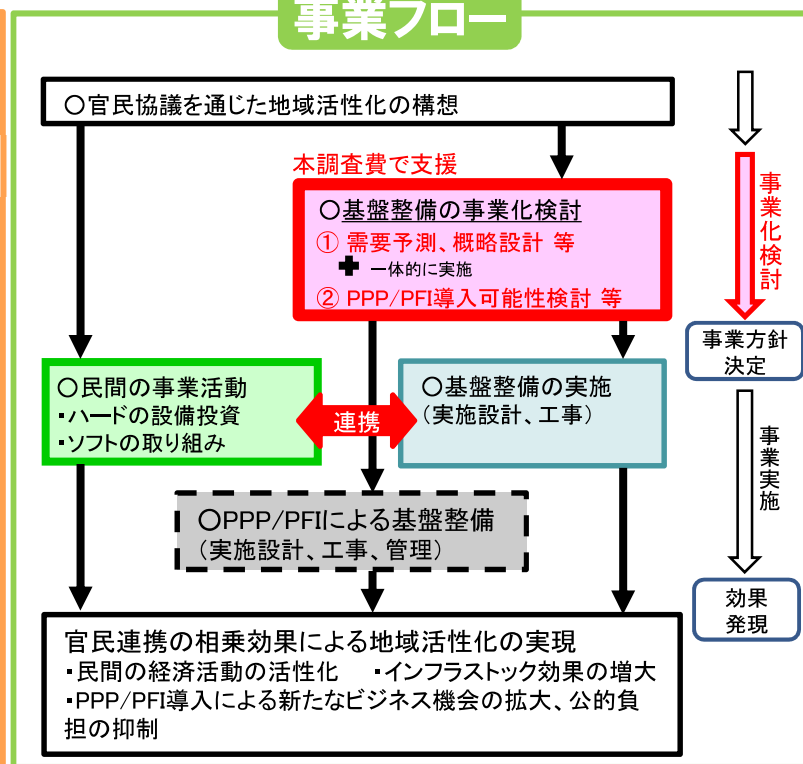 事業フロー
○官民協議を通じた地域活性化の構想
本調査費で支援
○基盤整備の事業化検討
① 需要予測、概略設計 等
✚ 一体的に実施
② PPP/PFI導入可能性検討 等
事業化検討
事業方針
決定
○民間の事業活動
・ハードの設備投資
・ソフトの取り組み
連携
○基盤整備の実施
(実施設計、工事)
事業実施
○PPP/PFIによる基盤整備
(実施設計、工事、管理)
効果
発現
官民連携の相乗効果による地域活性化の実現
・民間の経済活動の活性化 ・インフラストック効果の増大
・PPP/PFI導入による新たなビジネス機会の拡大、公的負
担の抑制